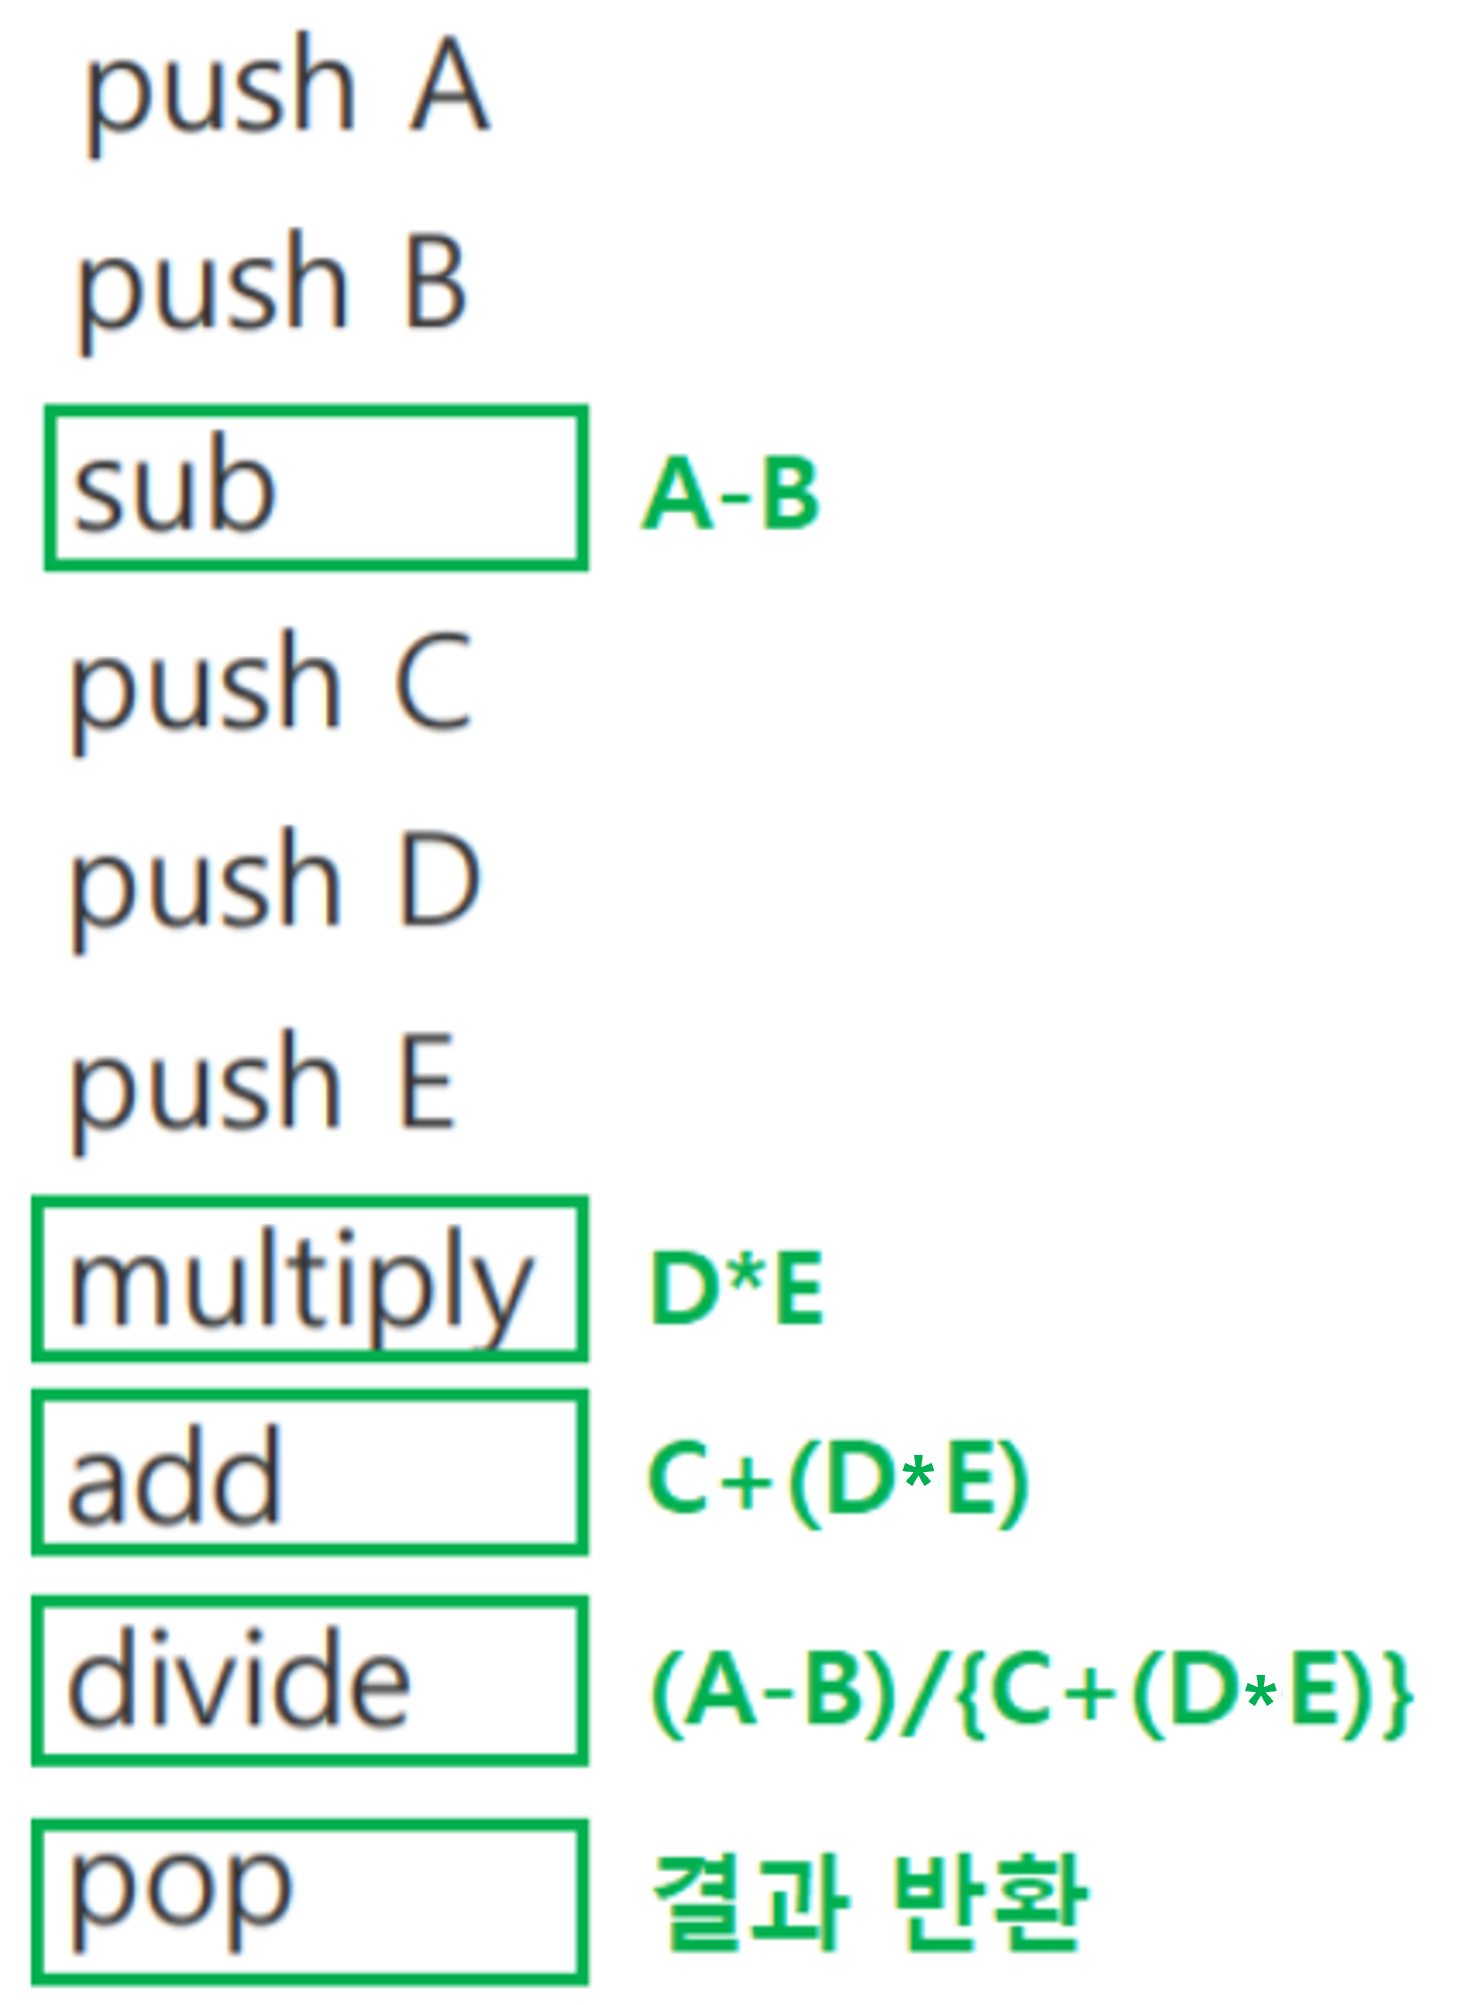 push A
push B
sub A-B
push C
push D
push E
multiply D*E
add C+(D*E)
divide (A-B)/{C+(D*E)}
pop 결과 반환